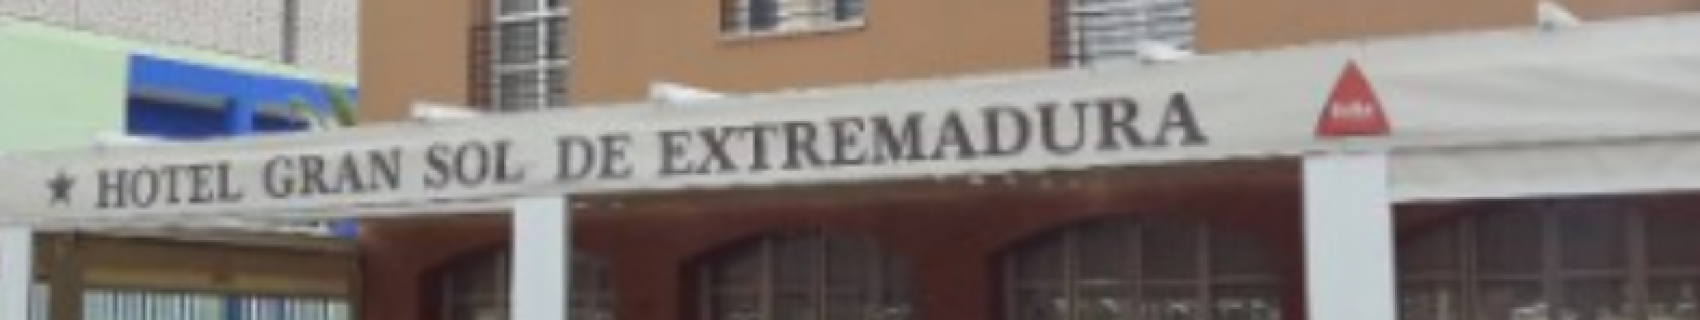 ★ HOTEL GRAN SOL DE EXTREMADURA